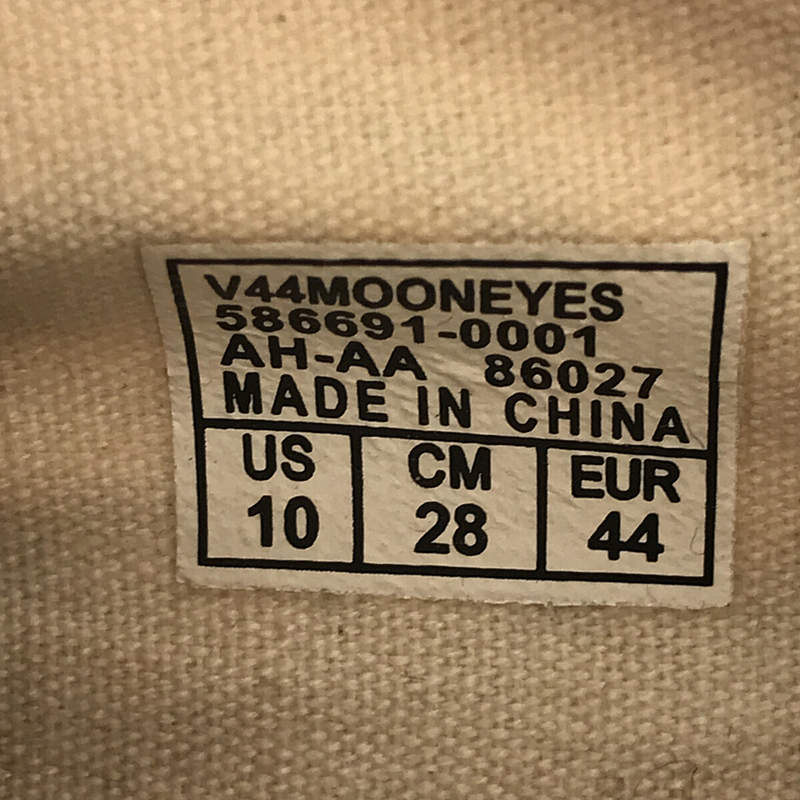 V44MOONEYES
586691-0001
AH-AA 86027
MADE IN CHINA
US CM EUR
10 28 44